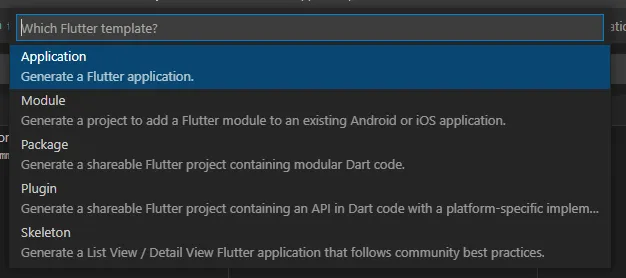 Which Flutter template?
Application
Generate a Flutter application.
Module
Generate a project to add a Flutter module to an existing Android or iOS application.
Package
Generate a shareable Flutter project containing modular Dart code.
Plugin
Generate a shareable Flutter project containing an API in Dart code with a platform-specific implem...
Skeleton
Generate a List View / Detail View Flutter application that follows community best practices.